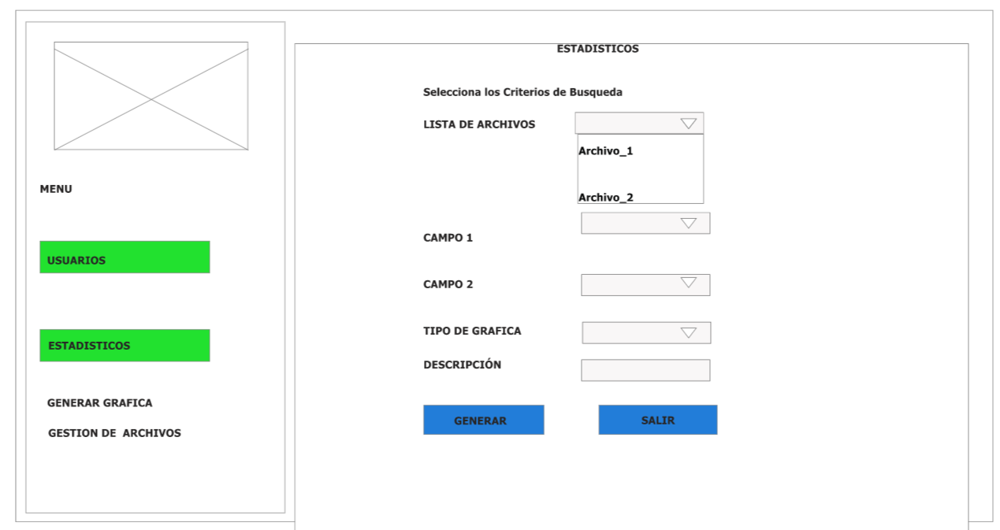 MENU
USUARIOS
ESTADISTICOS
GENERAR GRAFICA
GESTION DE ARCHIVOS
ESTADISTICOS
Selecciona los Criterios de Busqueda
LISTA DE ARCHIVOS
Archivo_1
Archivo_2
CAMPO 1
CAMPO 2
TIPO DE GRAFICA
DESCRIPCIÓN
GENERAR
SALIR